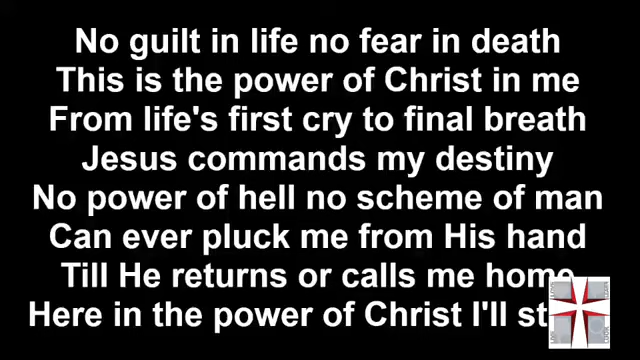 No guilt in life no fear in death
This is the power of Christ in me
From life's first cry to final breath
Jesus commands my destiny
No power of hell no scheme of man
Can ever pluck me from His hand
Till He returns or calls me home
Here in the power of Christ I'll